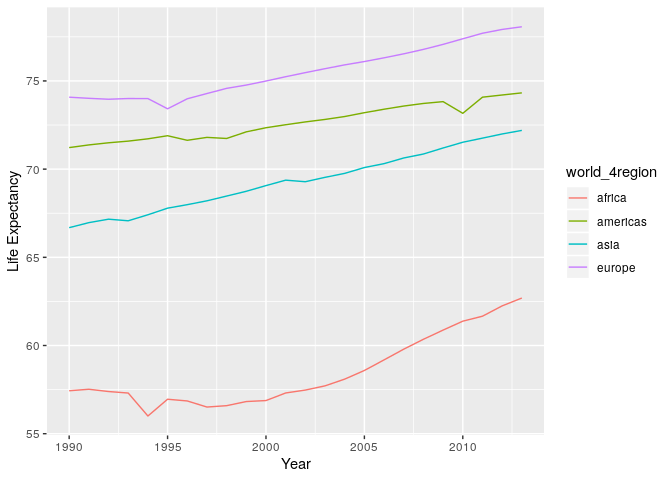 75
70
65
60
55
Life Expectancy
1990 1995 2000 2005 2010
Year
world_4region
africa
americas
asia
europe